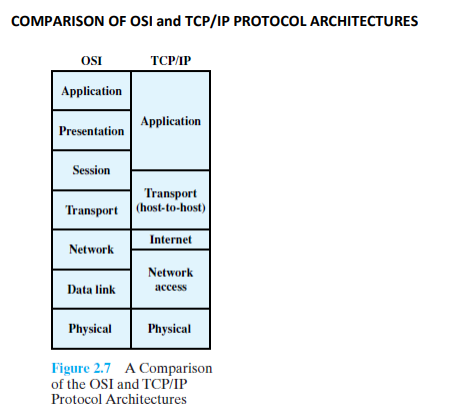 COMPARISON OF OSI and TCP/IP PROTOCOL ARCHITECTURES
OSI TCP/IP
Application
Presentation
Session
Transport
Network
Data link
Physical
Application
Transport
(host-to-host)
Internet
Network
access
Physical
Figure 2.7 A Comparison
of the OSI and TCP/IP
Protocol Architectures